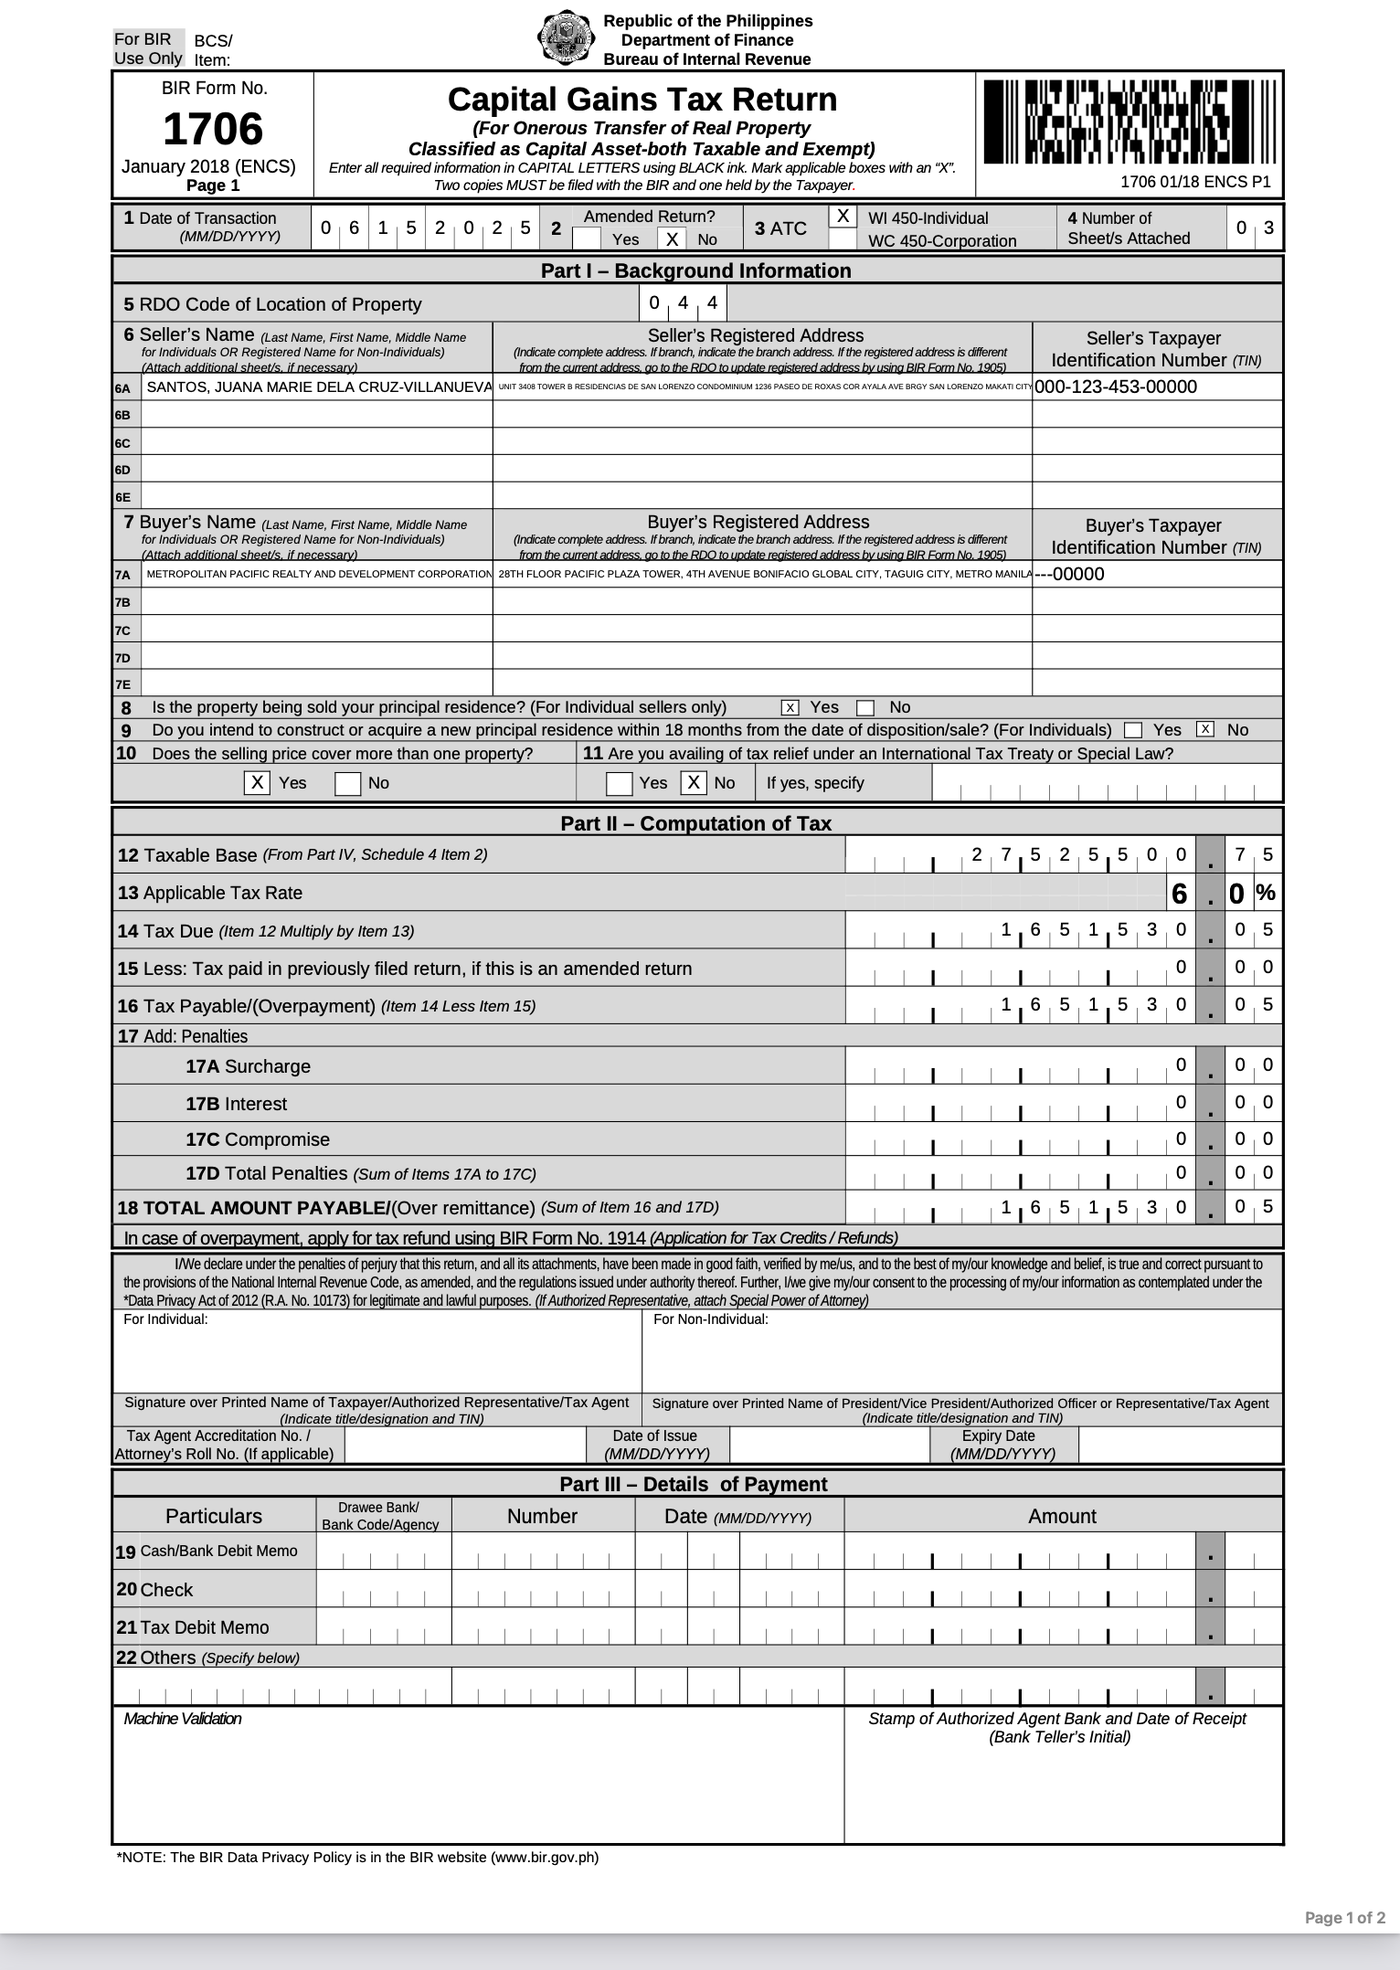 For BIR
Use Only
BCS/
Item:
Republic of the Philippines
Department of Finance
Bureau of Internal Revenue
BIR Form No.
1706
January 2018 (ENCS)
Page 1
Capital Gains Tax Return
(For Onerous Transfer of Real Property
Classified as Capital Asset-both Taxable and Exempt)
Enter all required information in CAPITAL LETTERS using BLACK ink. Mark applicable boxes with an “X”.
Two copies MUST be filed with the BIR and one held by the Taxpayer.
1706 01/18 ENCS P1
1 Date of Transaction
(MM/DD/YYYY)
0 6 1 5 2 0 2 5
2 Amended Return?
Yes X No
3 ATC
X WI 450-Individual
WC 450-Corporation
4 Number of
Sheet/s Attached
0 3
Part I – Background Information
5 RDO Code of Location of Property 0 4 4
6 Seller’s Name (Last Name, First Name, Middle Name
for Individuals OR Registered Name for Non-Individuals)
(Attach additional sheet/s, if necessary)
Seller’s Registered Address
(Indicate complete address. If branch, indicate the branch address. If the registered address is different
from the current address, go to the RDO to update registered address by using BIR Form No. 1905)
Seller’s Taxpayer
Identification Number (TIN)
6A SANTOS, JUANA MARIE DELA CRUZ-VILLANUEVA UNIT 3408 TOWER B RESIDENCIAS DE SAN LORENZO CONDOMINIUM 1236 PASEO DE ROXAS COR AYALA AVE BRGY SAN LORENZO MAKATI CITY 000-123-453-00000
6B
6C
6D
6E
7 Buyer’s Name (Last Name, First Name, Middle Name
for Individuals OR Registered Name for Non-Individuals)
(Attach additional sheet/s, if necessary)
Buyer’s Registered Address
(Indicate complete address. If branch, indicate the branch address. If the registered address is different
from the current address, go to the RDO to update registered address by using BIR Form No. 1905)
Buyer’s Taxpayer
Identification Number (TIN)
7A METROPOLITAN PACIFIC REALTY AND DEVELOPMENT CORPORATION 28TH FLOOR PACIFIC PLAZA TOWER, 4TH AVENUE BONIFACIO GLOBAL CITY, TAGUIG CITY, METRO MANILA ---00000
7B
7C
7D
7E
8 Is the property being sold your principal residence? (For Individual sellers only) X Yes No
9 Do you intend to construct or acquire a new principal residence within 18 months from the date of disposition/sale? (For Individuals) Yes X No
10 Does the selling price cover more than one property?
11 Are you availing of tax relief under an International Tax Treaty or Special Law?
X Yes No
Yes X No If yes, specify
Part II – Computation of Tax
12 Taxable Base (From Part IV, Schedule 4 Item 2) 2 7 5 2 5 5 0 0 . 7 5
13 Applicable Tax Rate 6 . 0 %
14 Tax Due (Item 12 Multiply by Item 13) 1 6 5 1 5 3 0 . 0 5
15 Less: Tax paid in previously filed return, if this is an amended return 0 . 0 0
16 Tax Payable/(Overpayment) (Item 14 Less Item 15) 1 6 5 1 5 3 0 . 0 5
17 Add: Penalties
17A Surcharge 0 . 0 0
17B Interest 0 . 0 0
17C Compromise 0 . 0 0
17D Total Penalties (Sum of Items 17A to 17C) 0 . 0 0
18 TOTAL AMOUNT PAYABLE/(Over remittance) (Sum of Item 16 and 17D) 1 6 5 1 5 3 0 . 0 5
In case of overpayment, apply for tax refund using BIR Form No. 1914 (Application for Tax Credits / Refunds)
I/We declare under the penalties of perjury that this return, and all its attachments, have been made in good faith, verified by me/us, and to the best of my/our knowledge and belief, is true and correct pursuant to
the provisions of the National Internal Revenue Code, as amended, and the regulations issued under authority thereof. Further, I/we give my/our consent to the processing of my/our information as contemplated under the
*Data Privacy Act of 2012 (R.A. No. 10173) for legitimate and lawful purposes. (If Authorized Representative, attach Special Power of Attorney)
For Individual:
For Non-Individual:
Signature over Printed Name of Taxpayer/Authorized Representative/Tax Agent
(Indicate title/designation and TIN)
Signature over Printed Name of President/Vice President/Authorized Officer or Representative/Tax Agent
(Indicate title/designation and TIN)
Tax Agent Accreditation No. /
Attorney’s Roll No. (If applicable)
Date of Issue
(MM/DD/YYYY)
Expiry Date
(MM/DD/YYYY)
Part III – Details of Payment
Particulars
Drawee Bank/
Bank Code/Agency
Number
Date (MM/DD/YYYY)
Amount
19 Cash/Bank Debit Memo .
20 Check .
21 Tax Debit Memo .
22 Others (Specify below)
.
Machine Validation
Stamp of Authorized Agent Bank and Date of Receipt
(Bank Teller’s Initial)
*NOTE: The BIR Data Privacy Policy is in the BIR website (www.bir.gov.ph)
Page 1 of 2